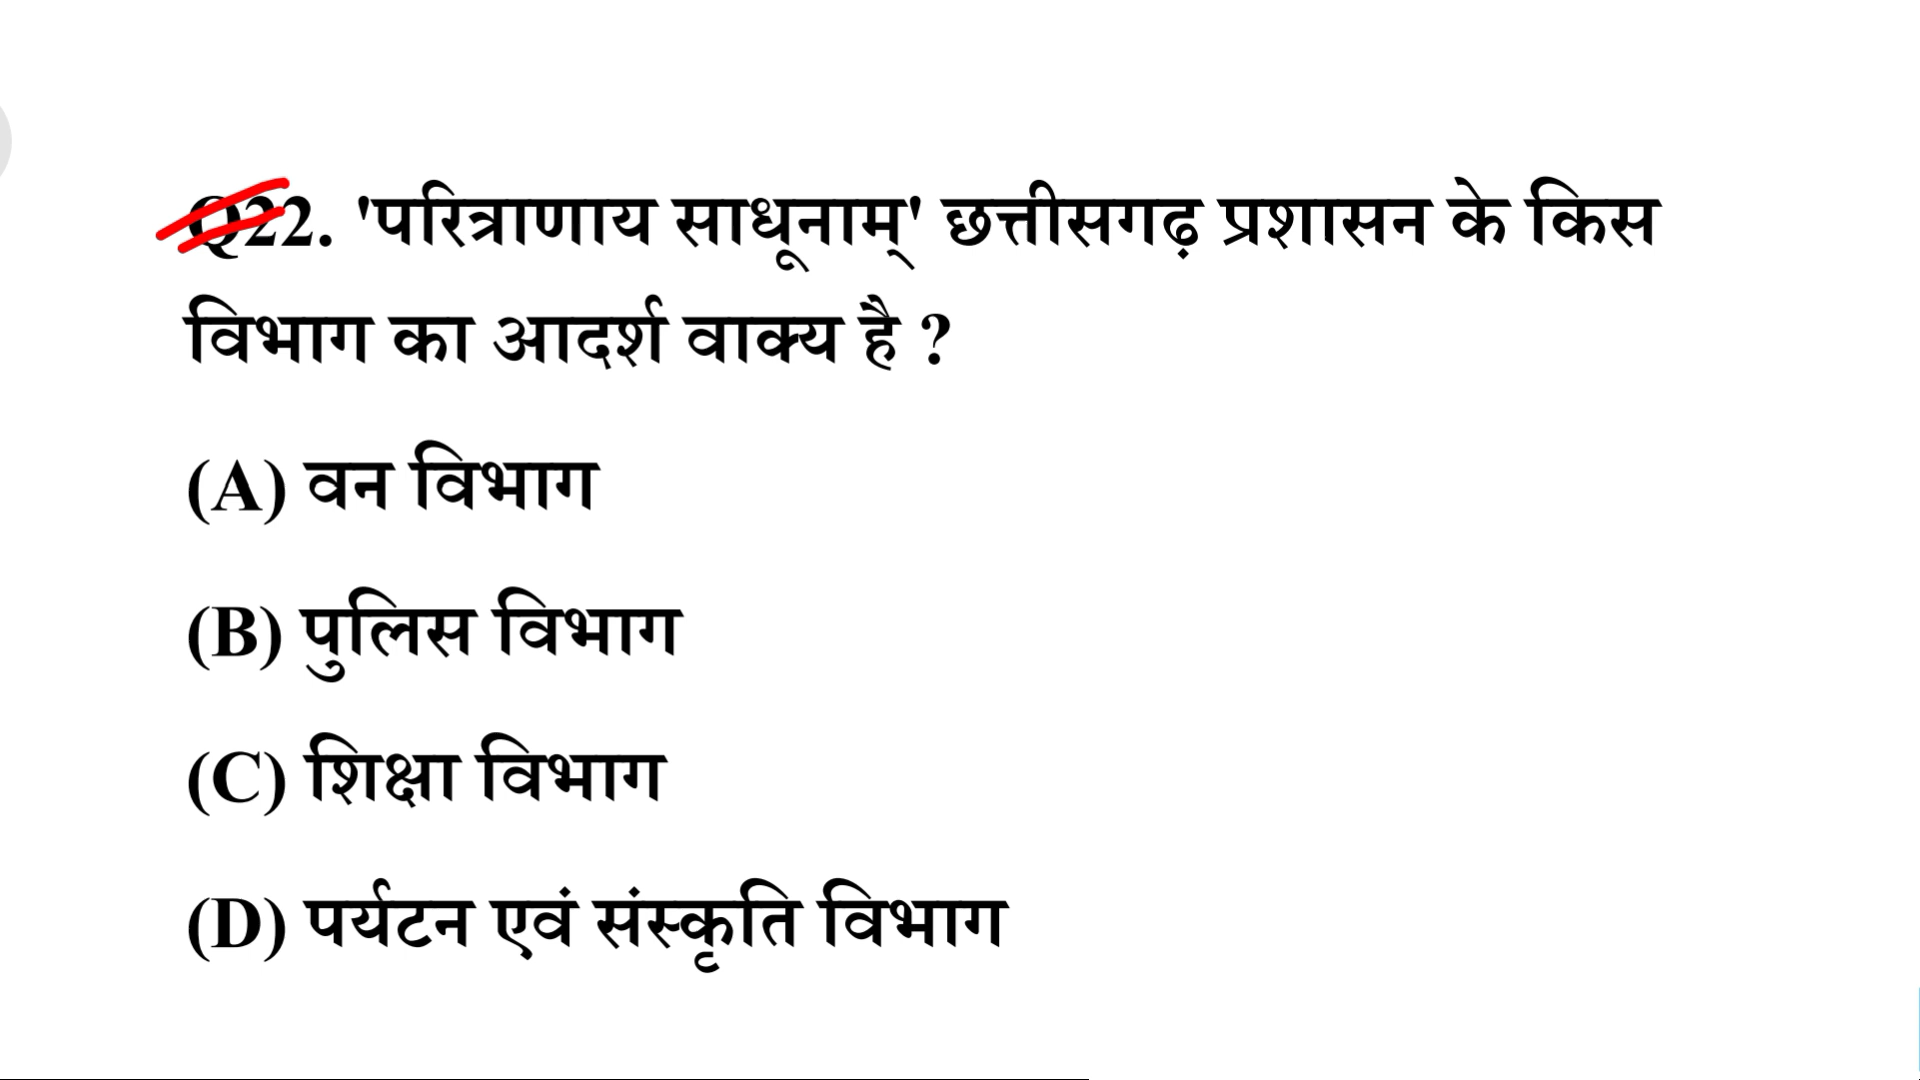 Q22. 'परित्राणाय साधूनाम्' छत्तीसगढ़ प्रशासन के किस
विभाग का आदर्श वाक्य है ?
(A) वन विभाग
(B) पुलिस विभाग
(C) शिक्षा विभाग
(D) पर्यटन एवं संस्कृति विभाग